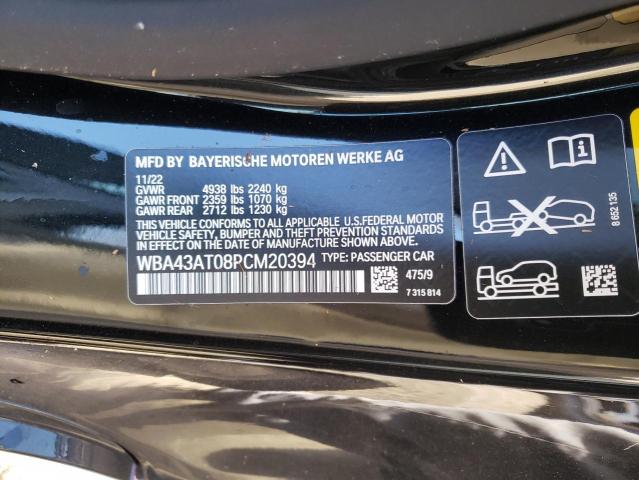 MFD BY BAYERISCHE MOTOREN WERKE AG
11/22
GVWR 4938 lbs 2240 kg
GAWR FRONT 2359 lbs 1070 kg
GAWR REAR 2712 lbs 1230 kg
THIS VEHICLE CONFORMS TO ALL APPLICABLE U.S.FEDERAL MOTOR
VEHICLE SAFETY, BUMPER AND THEFT PREVENTION STANDARDS
IN EFFECT ON THE DATE OF MANUFACTURE SHOWN ABOVE.
WBA43AT08PCM20394 TYPE: PASSENGER CAR
475/9
7 315 814
8 652 135